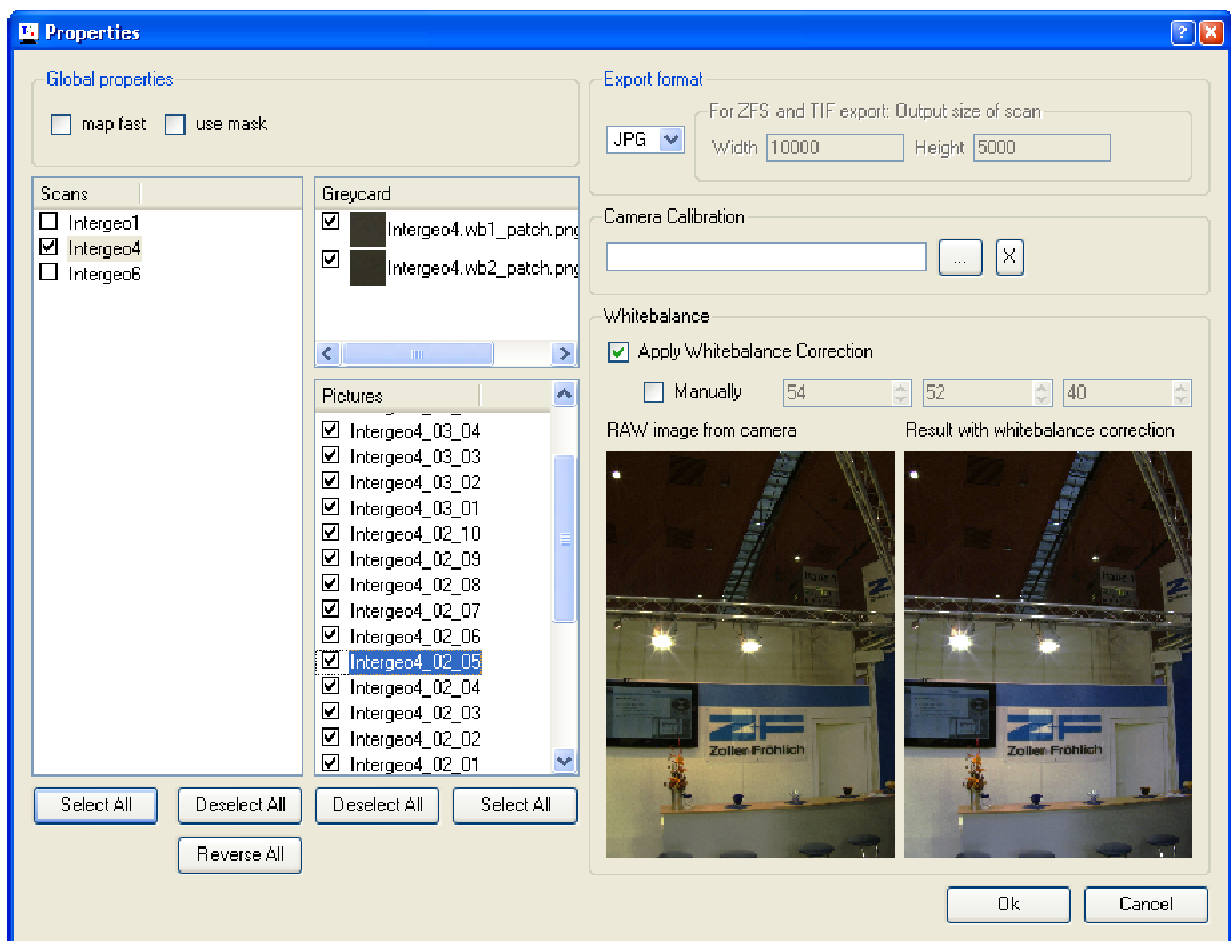 Properties
Global properties
map fast
use mask
Scans
Intergeo1
Intergeo4
Intergeo6
Select All
Deselect All
Reverse All
Greycard
Intergeo4.wb1_patch.png
Intergeo4.wb2_patch.png
Pictures
Intergeo4_03_04
Intergeo4_03_03
Intergeo4_03_02
Intergeo4_03_01
Intergeo4_02_10
Intergeo4_02_09
Intergeo4_02_08
Intergeo4_02_07
Intergeo4_02_06
Intergeo4_02_05
Intergeo4_02_04
Intergeo4_02_03
Intergeo4_02_02
Intergeo4_02_01
Deselect All
Select All
Export format
JPG
For ZFS and TIF export: Output size of scan
Width 10000 Height 5000
Camera Calibration
... X
Whitebalance
Apply Whitebalance Correction
Manually 54 52 40
RAW image from camera
Result with whitebalance correction
ZF
Zoller+Fröhlich
ZF
Zoller+Fröhlich
Ok
Cancel